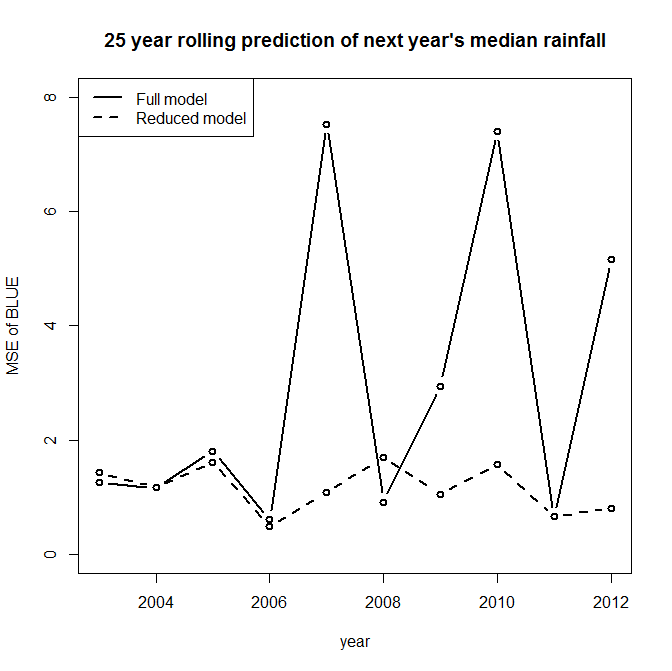 25 year rolling prediction of next year's median rainfall
Full model
Reduced model
8
6
4
2
0
MSE of BLUE
2004 2006 2008 2010 2012
year